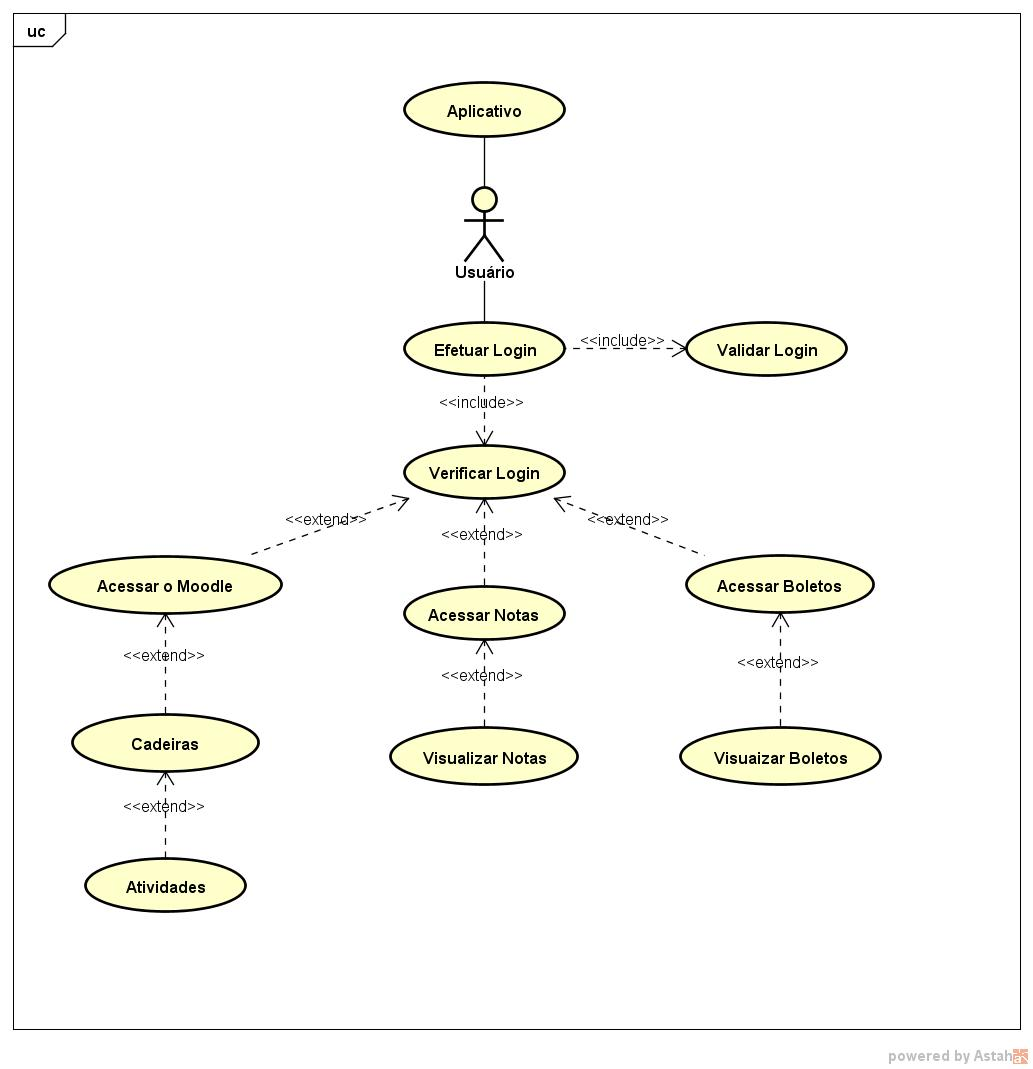 uc
Aplicativo
Usuário
Efetuar Login
<<include>>
Validar Login
<<include>>
Verificar Login
<<extend>>
<<extend>>
<<extend>>
Acessar o Moodle
Acessar Notas
Acessar Boletos
<<extend>>
<<extend>>
<<extend>>
Cadeiras
Visualizar Notas
Visuaizar Boletos
<<extend>>
Atividades
powered by Astah